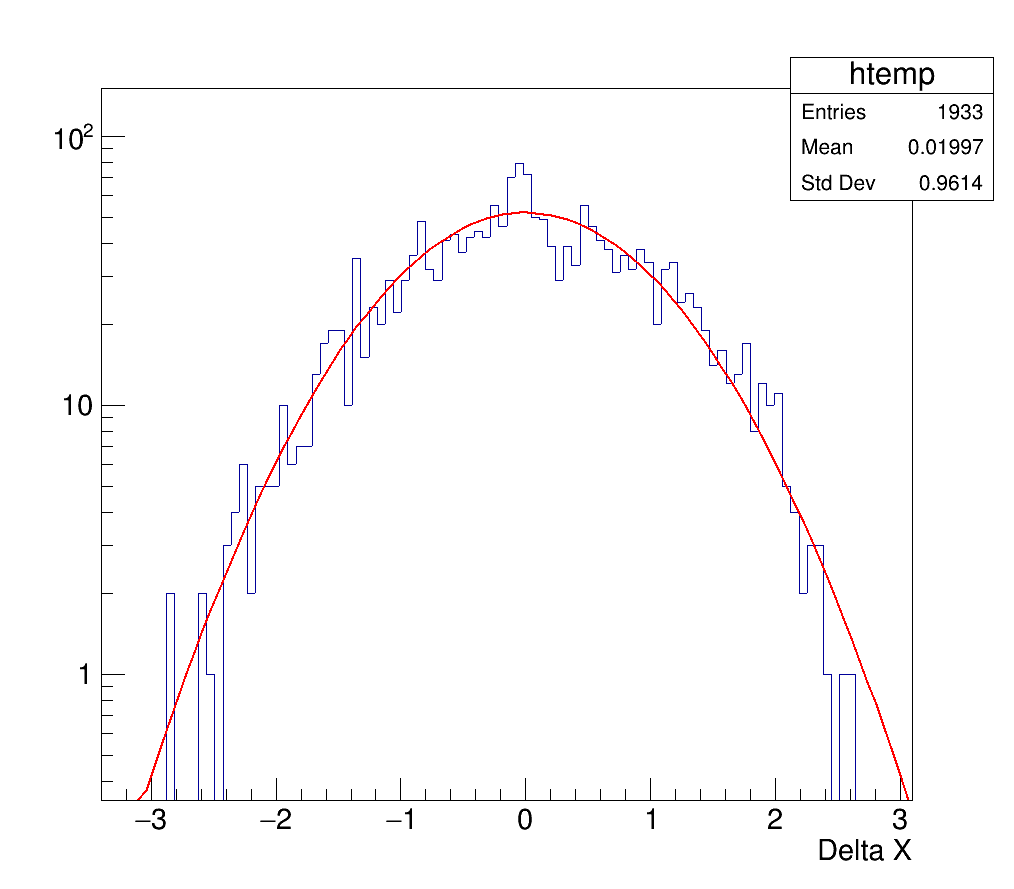 htemp
Entries 1933
Mean 0.01997
Std Dev 0.9614
10²
10
1
−3 −2 −1 0 1 2 3
Delta X